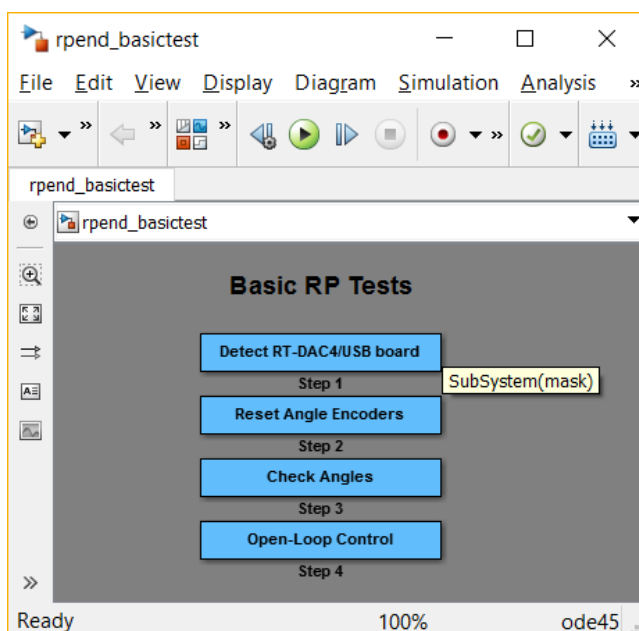 rpend_basictest
File Edit View Display Diagram Simulation Analysis »
» » » »
rpend_basictest
rpend_basictest
Basic RP Tests
Detect RT-DAC4/USB board
SubSystem(mask)
Step 1
Reset Angle Encoders
Step 2
Check Angles
Step 3
Open-Loop Control
Step 4
»
Ready 100% ode45